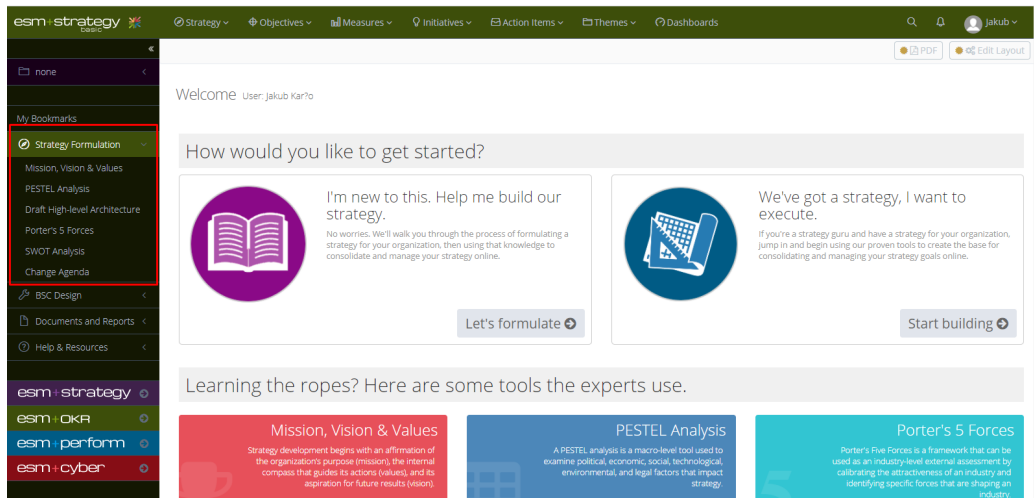 esm+strategy
basic
Strategy
Objectives
Measures
Initiatives
Action Items
Themes
Dashboards
Jakub
«
PDF
Edit Layout
none
Welcome User: Jakub Kar?o
My Bookmarks
Strategy Formulation
Mission, Vision & Values
PESTEL Analysis
Draft High-level Architecture
Porter's 5 Forces
SWOT Analysis
Change Agenda
BSC Design
Documents and Reports
Help & Resources
esm+strategy
esm+OKR
esm+perform
esm+cyber
How would you like to get started?
I'm new to this. Help me build our
strategy.
No worries. We'll walk you through the process of formulating a
strategy for your organization, then using that knowledge to
consolidate and manage your strategy online.
Let's formulate
We've got a strategy, I want to
execute.
If you're a strategy guru and have a strategy for your organization,
jump in and begin using our proven tools to create the base for
consolidating and managing your strategy goals online.
Start building
Learning the ropes? Here are some tools the experts use.
Mission, Vision & Values
Strategy development begins with an affirmation of
the organization's purpose (mission), the internal
compass that guides its actions (values), and its
aspiration for future results (vision).
PESTEL Analysis
A PESTEL analysis is a macro-level tool used to
examine political, economic, social, technological,
environmental, and legal factors that impact
strategy.
5
Porter's 5 Forces
Porter's Five Forces is a framework that can be
used as an industry-level external assessment by
calibrating the attractiveness of an industry and
identifying specific forces that are shaping an
industry.